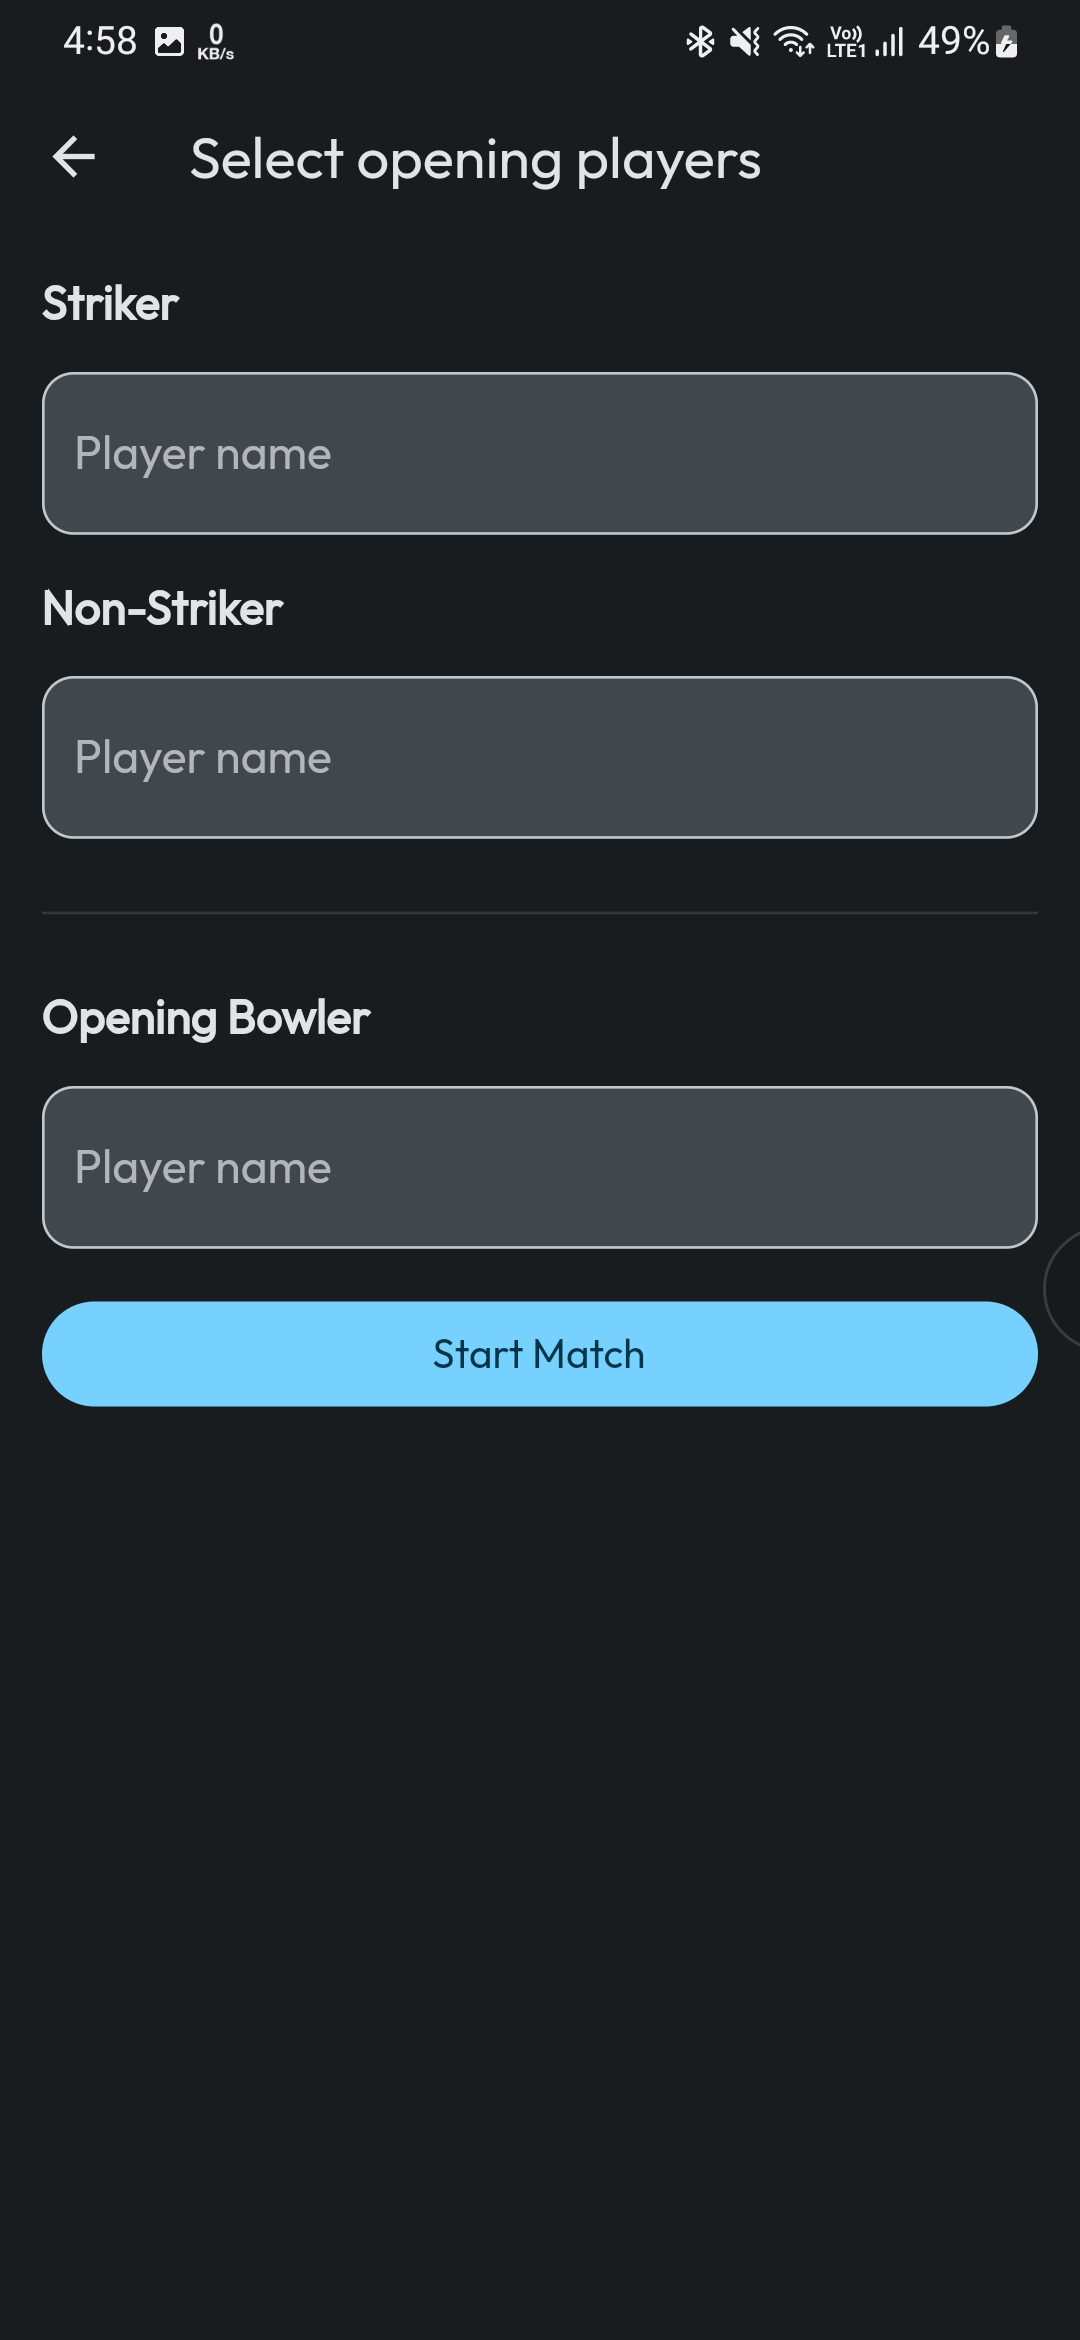 4:58 0 KB/s Vo)) LTE1 49%
Select opening players
Striker
Player name
Non-Striker
Player name
Opening Bowler
Player name
Start Match